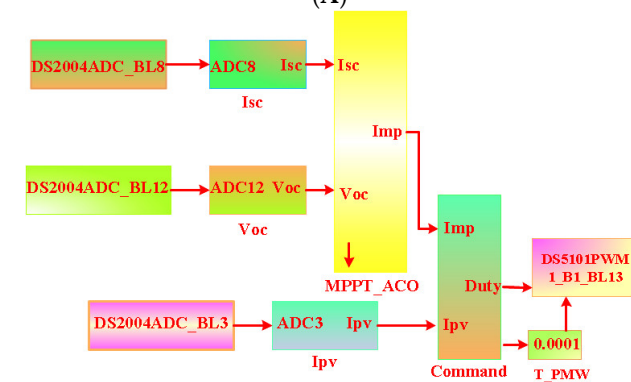 (A)
DS2004ADC_BL8
ADC8 Isc
Isc
Isc
Imp
DS2004ADC_BL12
ADC12 Voc
Voc
Voc
MPPT_ACO
Imp
Duty
Ipv
Command
DS5101PWM
1_B1_BL13
DS2004ADC_BL3
ADC3 Ipv
Ipv
0.0001
T_PMW